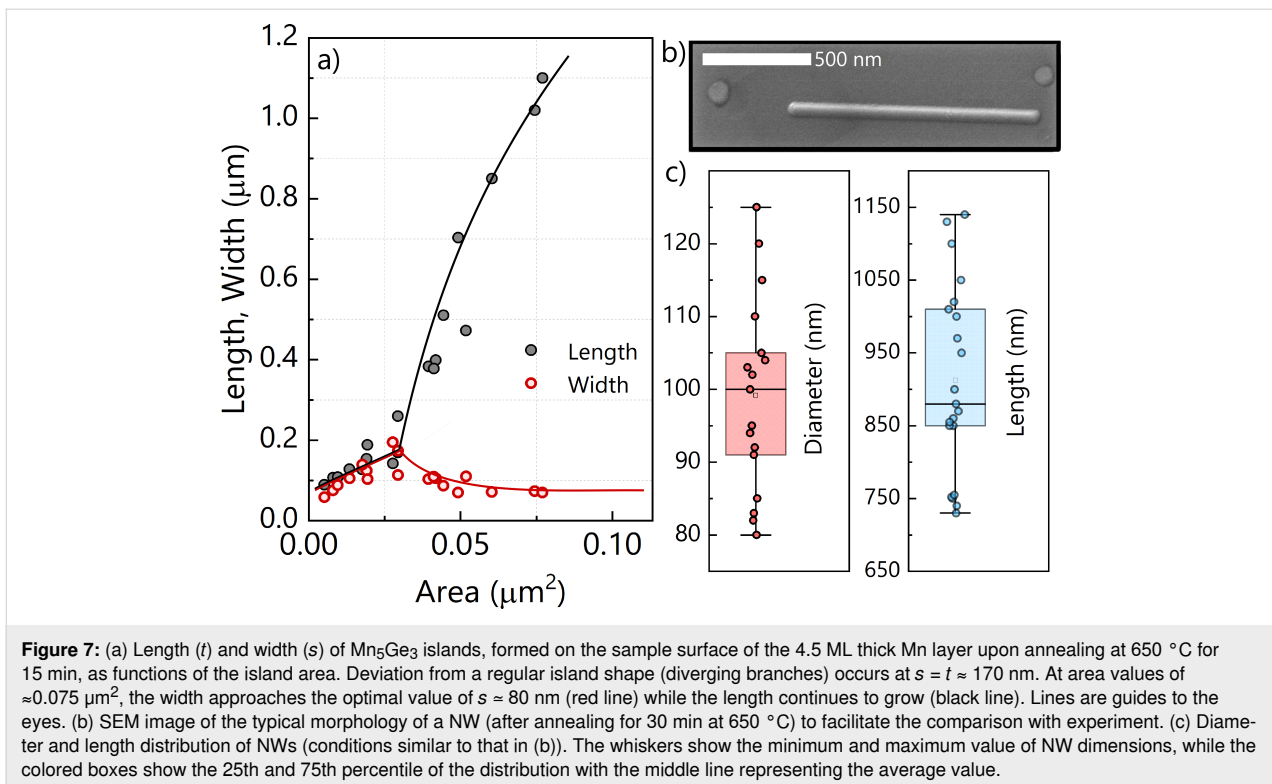 a)
1.2
1.0
0.8
0.6
0.4
0.2
0.0
Length, Width (μm)
Length
Width
0.00
0.05
0.10
Area (μm²)
b)
500 nm
c)
120
110
100
90
80
Diameter (nm)
1150
1050
950
850
750
650
Length (nm)
Figure 7: (a) Length (t) and width (s) of Mn₅Ge₃ islands, formed on the sample surface of the 4.5 ML thick Mn layer upon annealing at 650 °C for
15 min, as functions of the island area. Deviation from a regular island shape (diverging branches) occurs at s = t ≈ 170 nm. At area values of
≈0.075 μm², the width approaches the optimal value of s ≃ 80 nm (red line) while the length continues to grow (black line). Lines are guides to the
eyes. (b) SEM image of the typical morphology of a NW (after annealing for 30 min at 650 °C) to facilitate the comparison with experiment. (c) Diame-
ter and length distribution of NWs (conditions similar to that in (b)). The whiskers show the minimum and maximum value of NW dimensions, while the
colored boxes show the 25th and 75th percentile of the distribution with the middle line representing the average value.